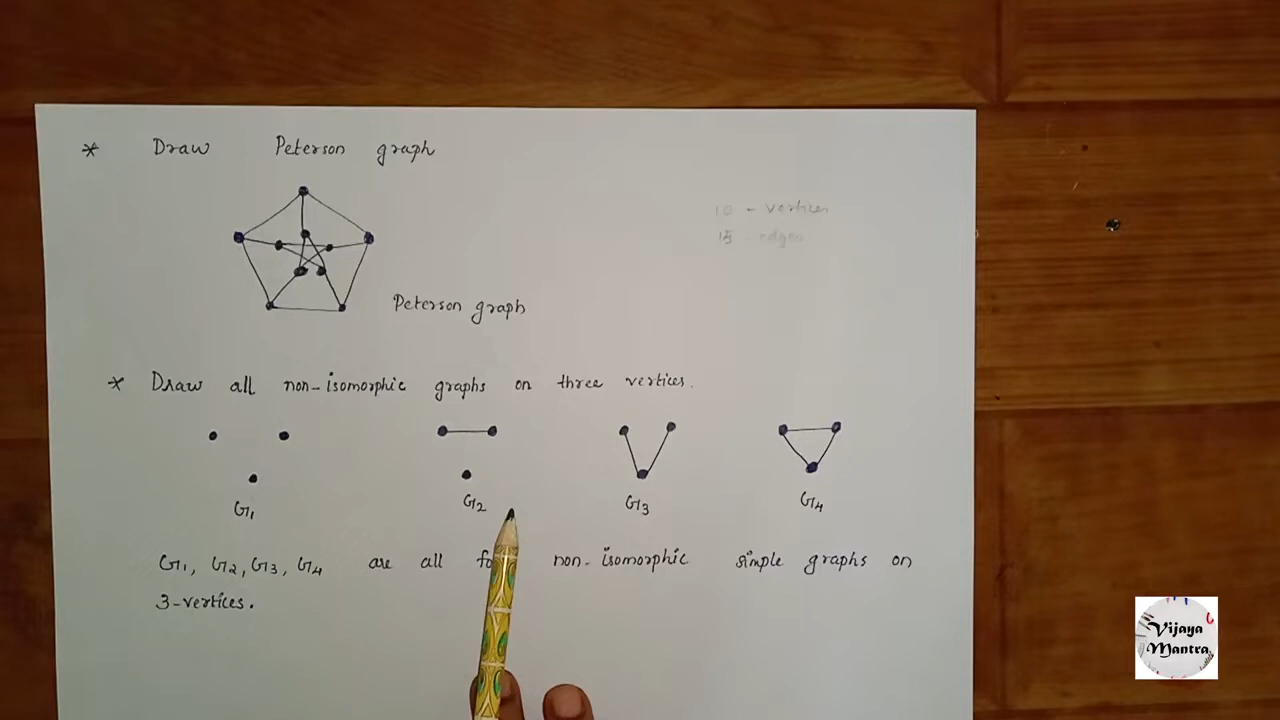 * Draw Peterson graph
10 - vertices
15 - edges
Peterson graph
* Draw all non-isomorphic graphs on three vertices.
G1 G2 G3 G4
G1, G2, G3, G4 are all non-isomorphic simple graphs on
3-vertices.
Vijaya
Mantra